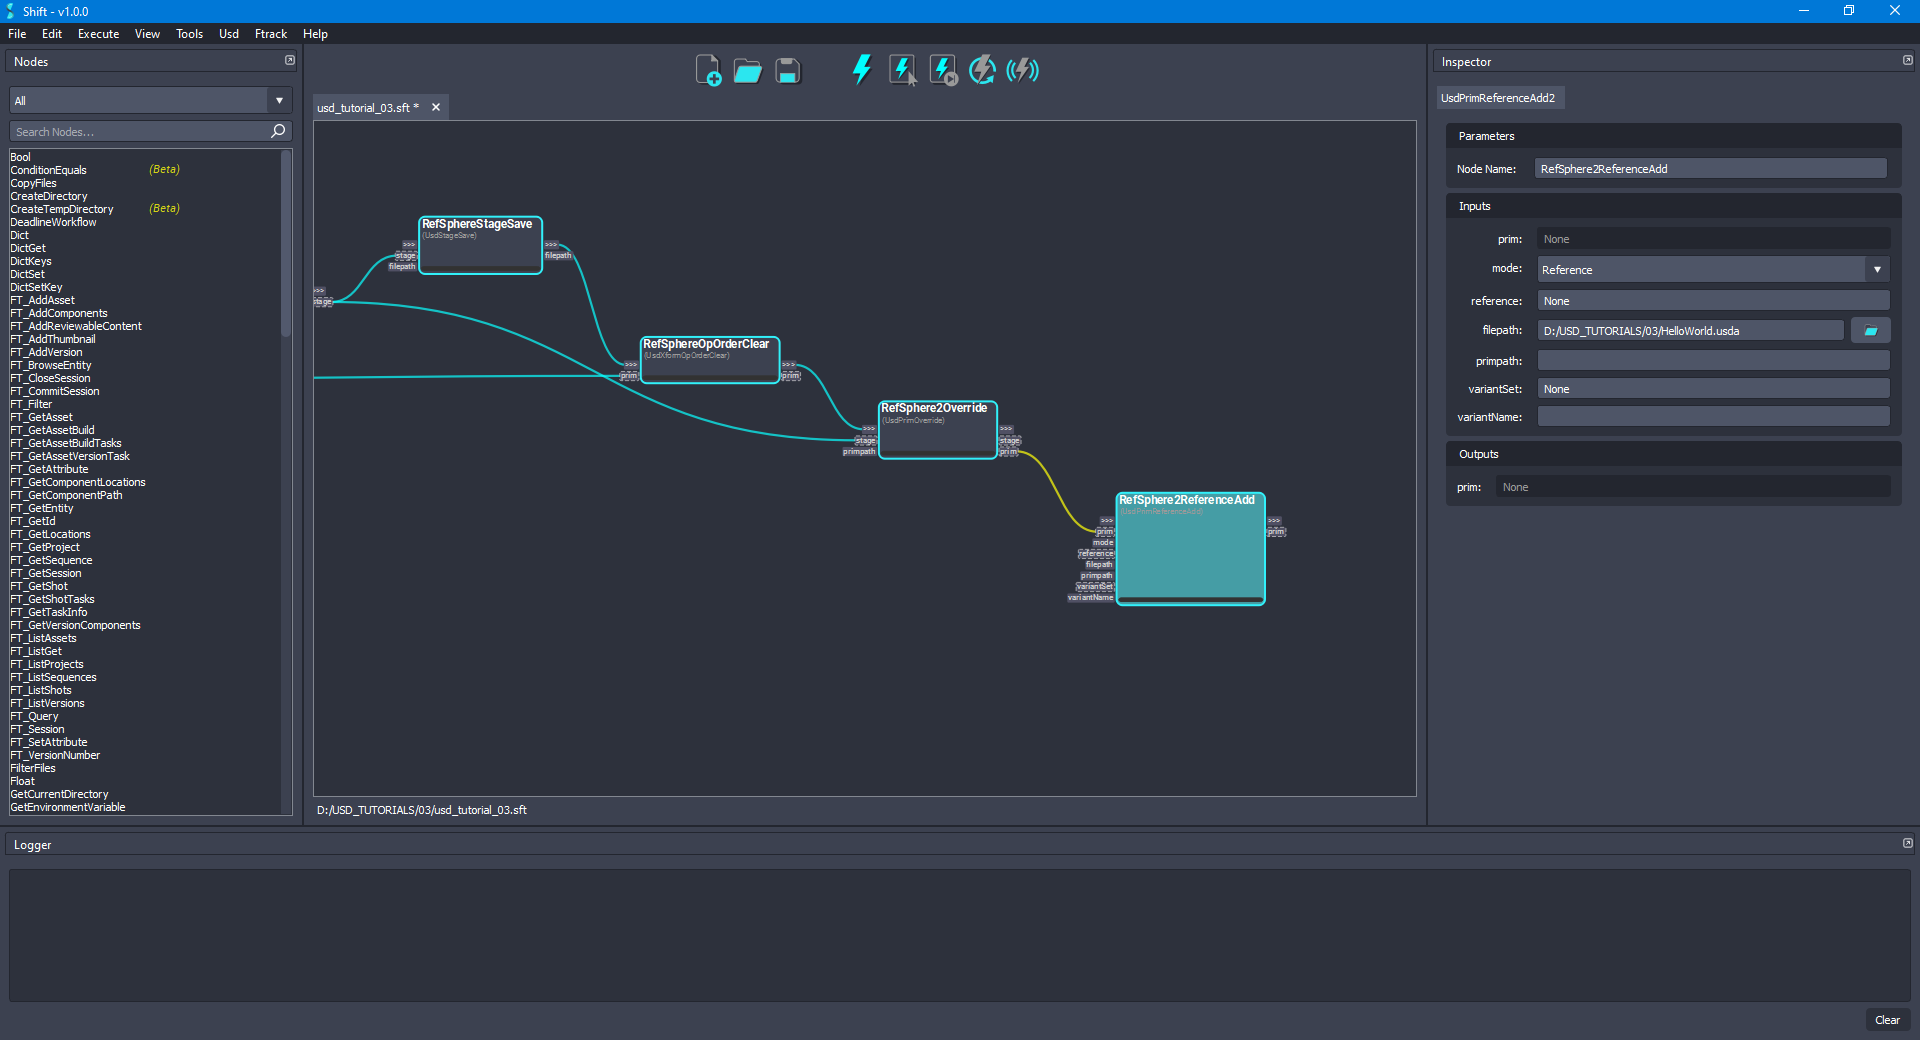 Shift - v1.0.0
File Edit Execute View Tools Usd Ftrack Help
Nodes
All
Search Nodes...
Bool
ConditionEquals (Beta)
CopyFiles
CreateDirectory
CreateTempDirectory (Beta)
DeadlineWorkflow
Dict
DictGet
DictKeys
DictSet
DictSetKey
FT_AddAsset
FT_AddComponents
FT_AddReviewableContent
FT_AddThumbnail
FT_AddVersion
FT_BrowseEntity
FT_CloseSession
FT_CommitSession
FT_Filter
FT_GetAsset
FT_GetAssetBuild
FT_GetAssetBuildTasks
FT_GetAssetVersionTask
FT_GetAttribute
FT_GetComponentLocations
FT_GetComponentPath
FT_GetEntity
FT_GetId
FT_GetLocations
FT_GetProject
FT_GetSequence
FT_GetSession
FT_GetShot
FT_GetShotTasks
FT_GetTaskInfo
FT_GetVersionComponents
FT_ListAssets
FT_ListGet
FT_ListProjects
FT_ListSequences
FT_ListShots
FT_ListVersions
FT_Query
FT_Session
FT_SetAttribute
FT_VersionNumber
FilterFiles
Float
GetCurrentDirectory
GetEnvironmentVariable
usd_tutorial_03.sft *
>>>
stage
RefSphereStageSave
(UsdStageSave)
>>>
stage
filepath
>>>
filepath
RefSphereOpOrderClear
(UsdXformOpOrderClear)
>>>
prim
>>>
prim
RefSphere2Override
(UsdPrimOverride)
>>>
stage
primpath
>>>
stage
prim
RefSphere2ReferenceAdd
(UsdPrimReferenceAdd)
>>>
prim
mode
reference
filepath
primpath
variantSet
variantName
>>>
prim
D:/USD_TUTORIALS/03/usd_tutorial_03.sft
Inspector
UsdPrimReferenceAdd2
Parameters
Node Name: RefSphere2ReferenceAdd
Inputs
prim: None
mode: Reference
reference: None
filepath: D:/USD_TUTORIALS/03/HelloWorld.usda
primpath:
variantSet: None
variantName:
Outputs
prim: None
Logger
Clear